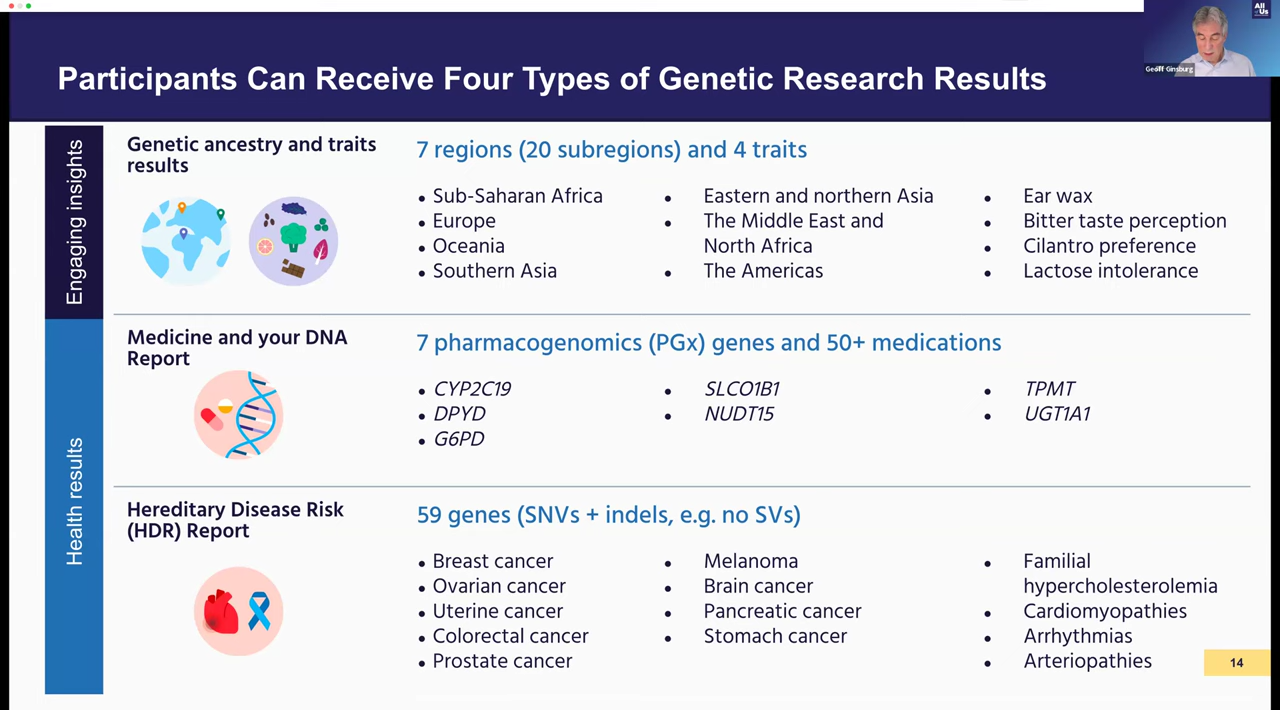 All
of Us
Geoff Ginsburg
Participants Can Receive Four Types of Genetic Research Results
Engaging insights
Genetic ancestry and traits
results
7 regions (20 subregions) and 4 traits
• Sub-Saharan Africa
• Europe
• Oceania
• Southern Asia
• Eastern and northern Asia
• The Middle East and
North Africa
• The Americas
• Ear wax
• Bitter taste perception
• Cilantro preference
• Lactose intolerance
Health results
Medicine and your DNA
Report
7 pharmacogenomics (PGx) genes and 50+ medications
• CYP2C19
• DPYD
• G6PD
• SLCO1B1
• NUDT15
• TPMT
• UGT1A1
Hereditary Disease Risk
(HDR) Report
59 genes (SNVs + indels, e.g. no SVs)
• Breast cancer
• Ovarian cancer
• Uterine cancer
• Colorectal cancer
• Prostate cancer
• Melanoma
• Brain cancer
• Pancreatic cancer
• Stomach cancer
• Familial
hypercholesterolemia
• Cardiomyopathies
• Arrhythmias
• Arteriopathies
14